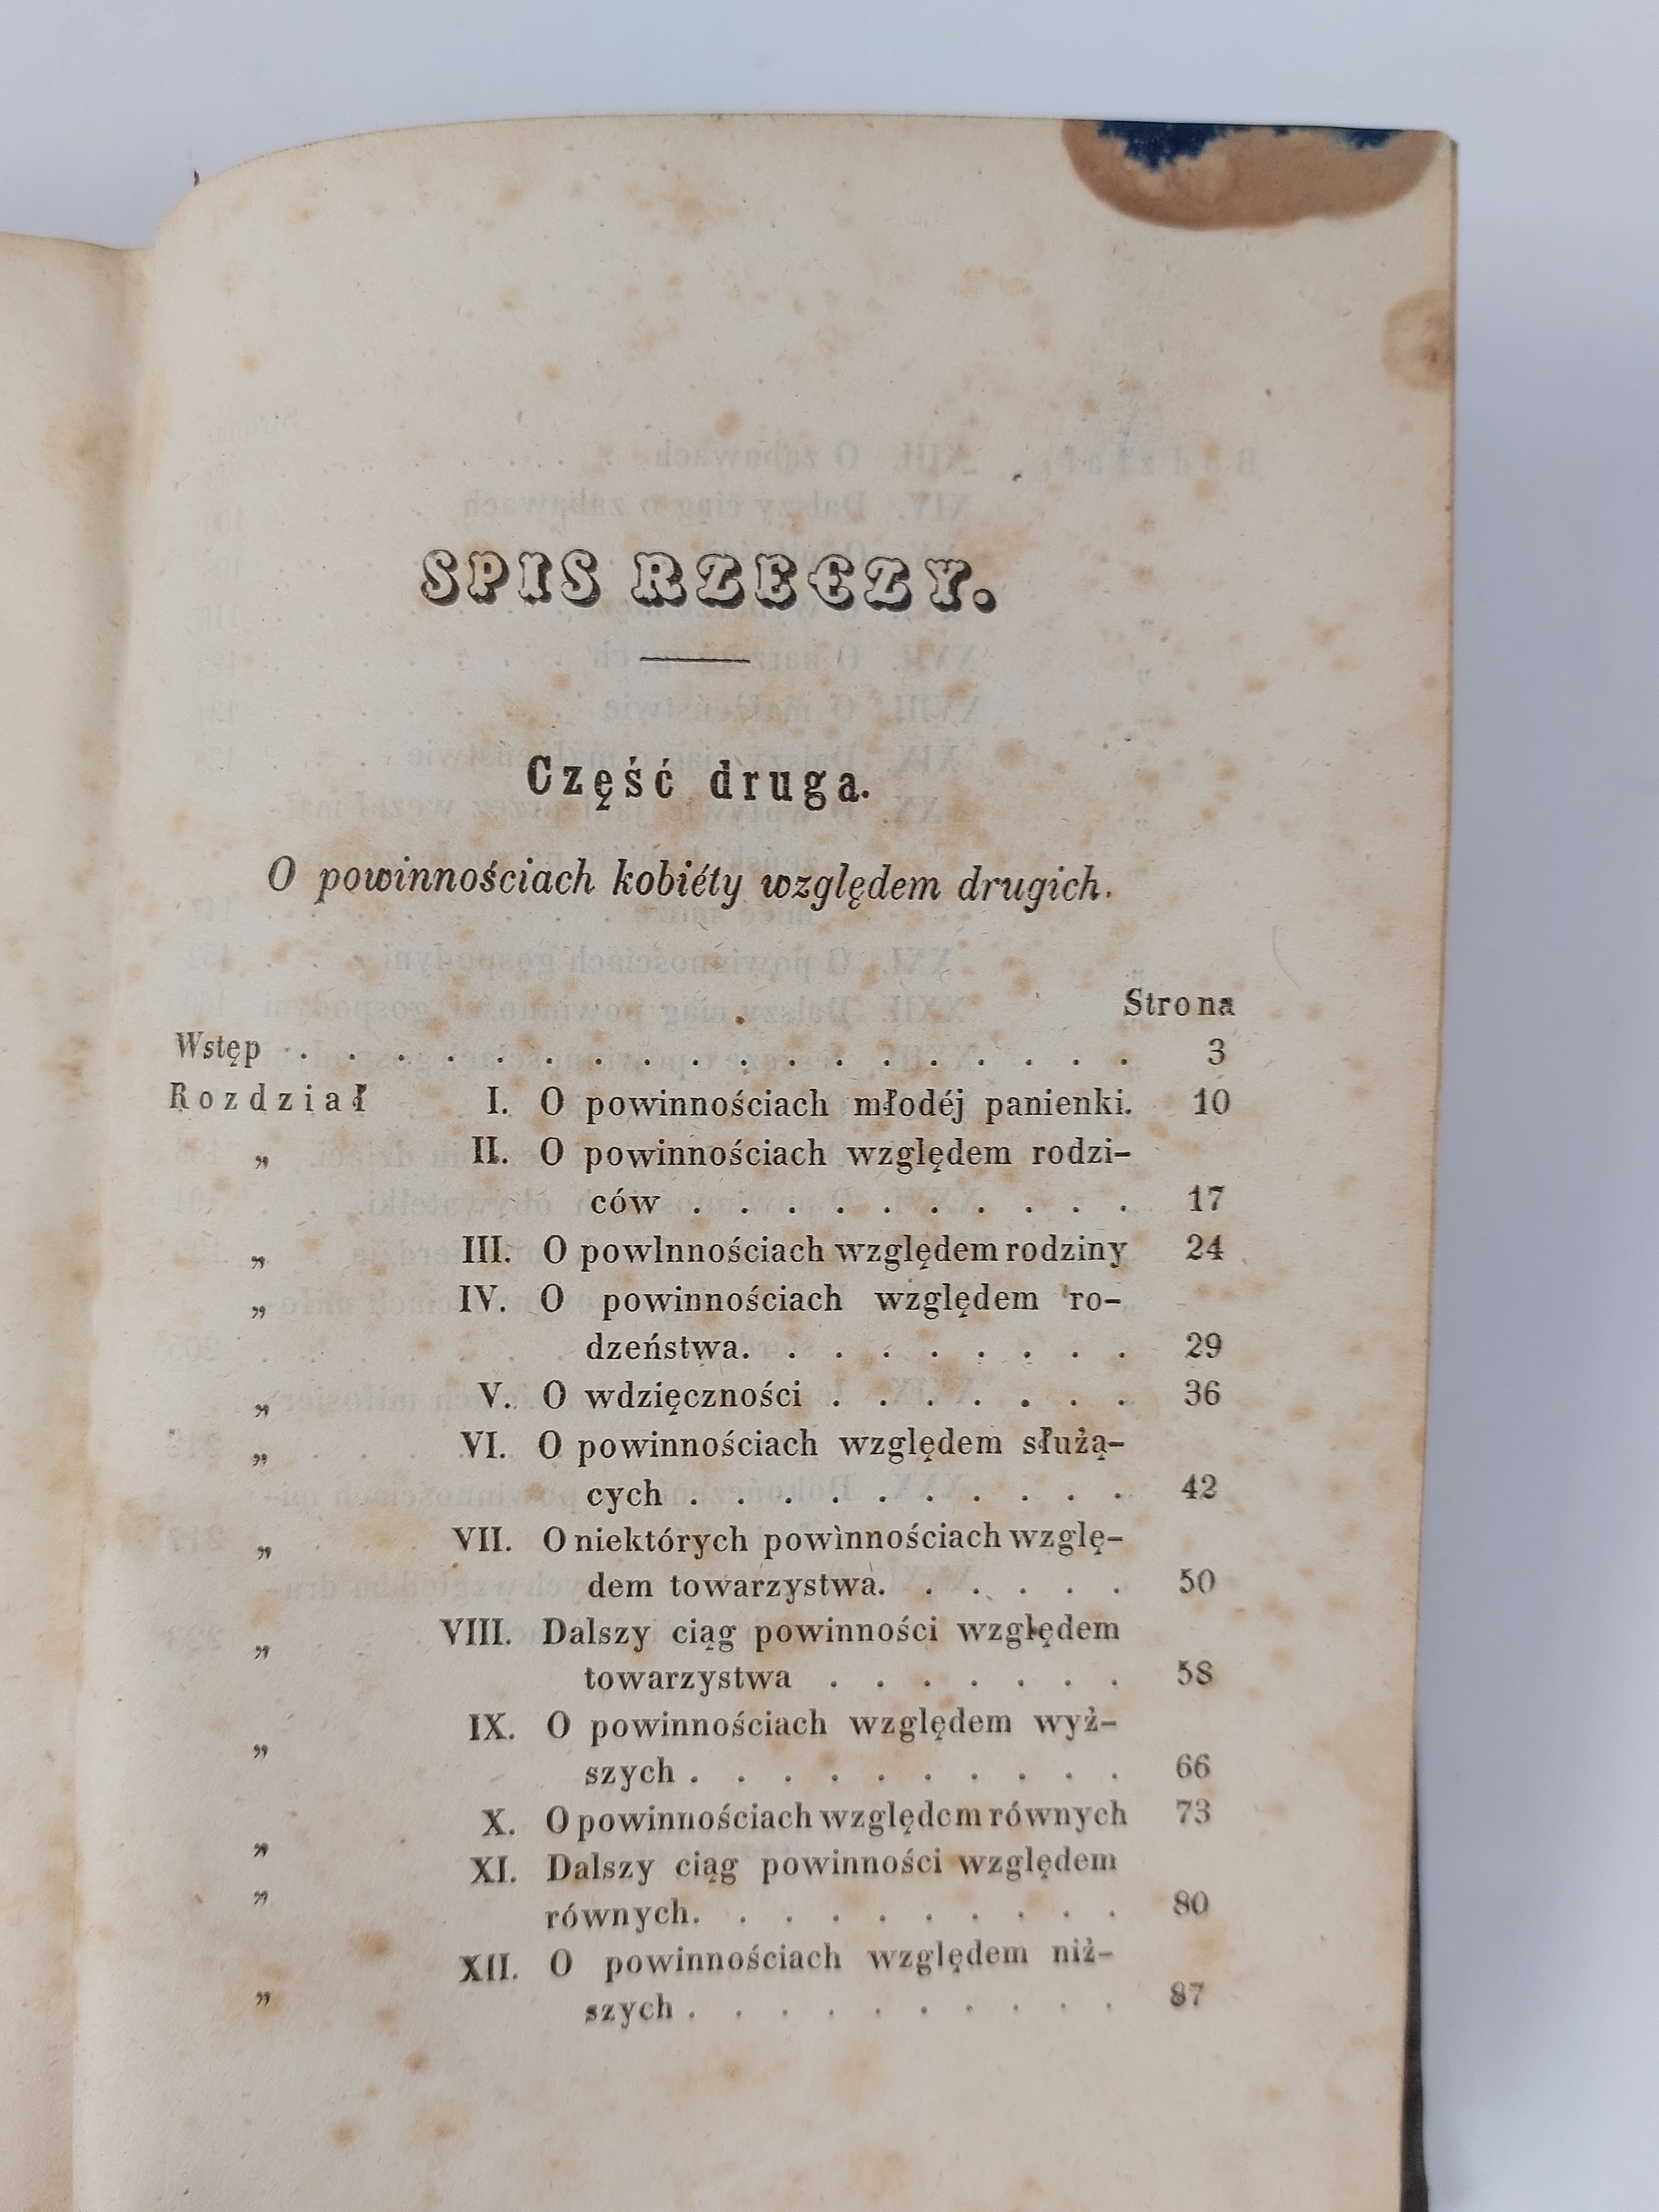 SPIS RZECZY.
Część druga.
O powinnościach kobiéty względem drugich.
Strona
Wstęp . . . . . . . . . . . . . . . . . . 3
Rozdział I. O powinnościach młodéj panienki. 10
„ II. O powinnościach względem rodzi-
ców . . . . . . . . . . 17
„ III. O powlnnościach względem rodziny 24
„ IV. O powinnościach względem ro-
dzeństwa. . . . . . . . . 29
„ V. O wdzięczności . . . . . . . 36
„ VI. O powinnościach względem służą-
cych . . . . . . . . . . 42
„ VII. O niektórych powinnościach wzglę-
dem towarzystwa. . . . . . 50
„ VIII. Dalszy ciąg powinności względem
towarzystwa . . . . . . . 58
„ IX. O powinnościach względem wyż-
szych . . . . . . . . . . 66
„ X. O powinnościach względem równych 73
„ XI. Dalszy ciąg powinności względem
równych. . . . . . . . . . 80
„ XII. O powinnościach względem niż-
szych . . . . . . . . . . 87